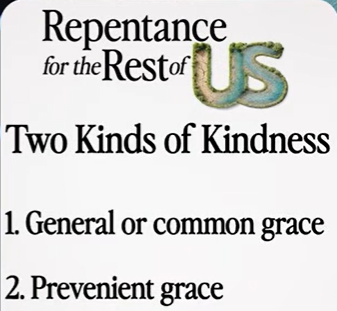 Repentance
for the Rest of US
Two Kinds of Kindness
1. General or common grace
2. Prevenient grace